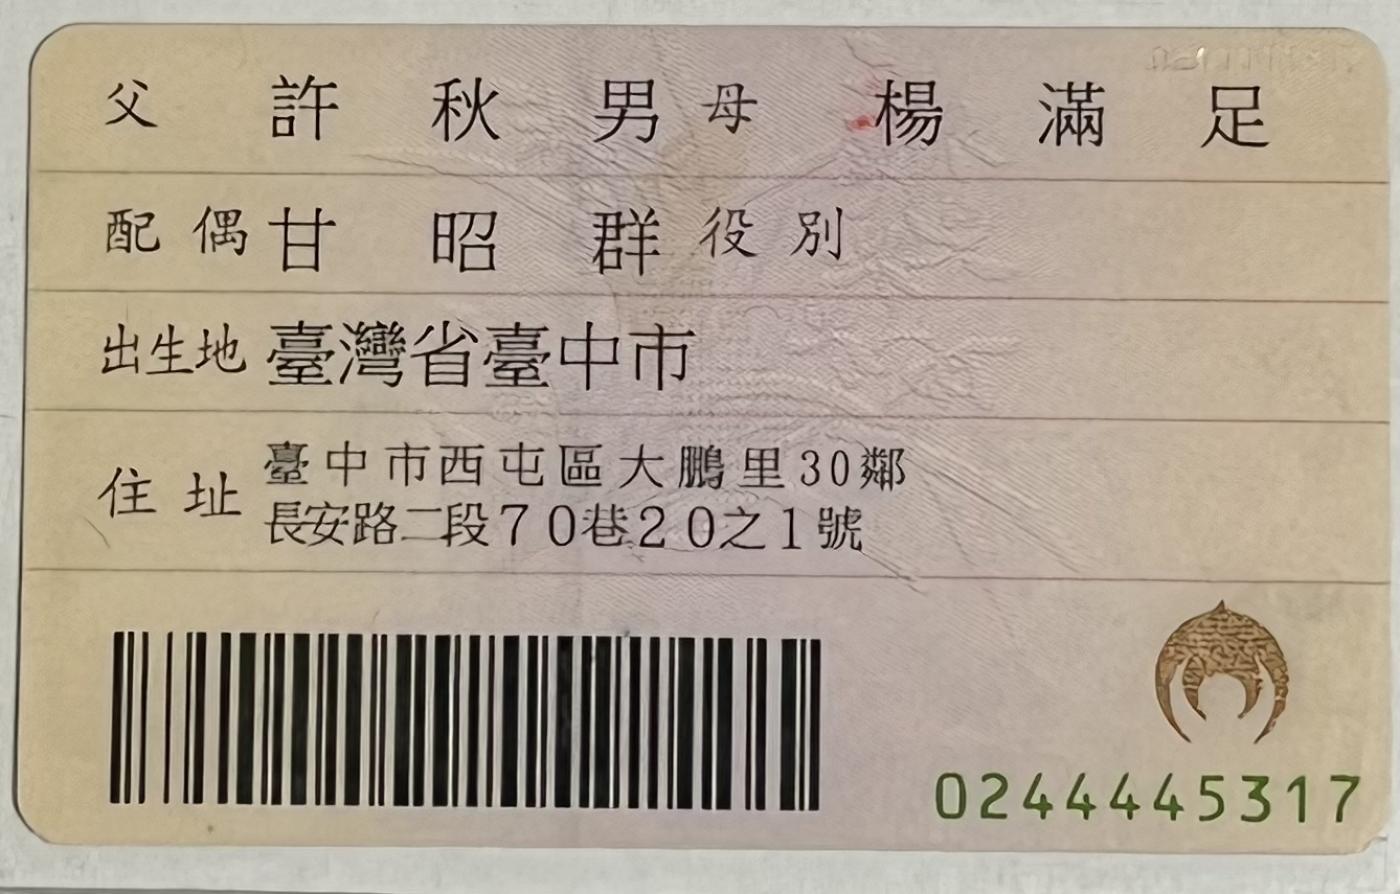 父 許秋男 母 楊滿足
配偶 甘昭群 役別
出生地 臺灣省臺中市
住址 臺中市西屯區大鵬里30鄰
長安路二段70巷20之1號
0244445317